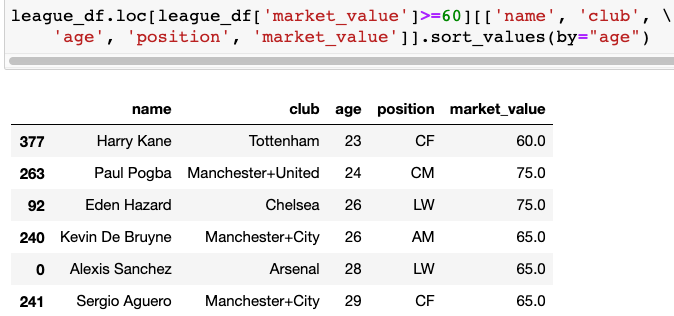 league_df.loc[league_df['market_value']>=60][['name', 'club', \
'age', 'position', 'market_value']].sort_values(by="age")
name club age position market_value
377 Harry Kane Tottenham 23 CF 60.0
263 Paul Pogba Manchester+United 24 CM 75.0
92 Eden Hazard Chelsea 26 LW 75.0
240 Kevin De Bruyne Manchester+City 26 AM 65.0
0 Alexis Sanchez Arsenal 28 LW 65.0
241 Sergio Aguero Manchester+City 29 CF 65.0